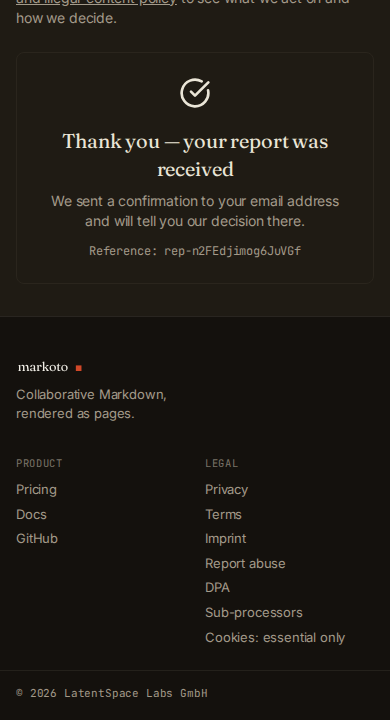 and illegal content policy to see what we act on and
how we decide.
Thank you — your report was
received
We sent a confirmation to your email address
and will tell you our decision there.
Reference: rep-n2FEdjimog6JuVGf
markoto
Collaborative Markdown,
rendered as pages.
PRODUCT
Pricing
Docs
GitHub
LEGAL
Privacy
Terms
Imprint
Report abuse
DPA
Sub-processors
Cookies: essential only
© 2026 LatentSpace Labs GmbH